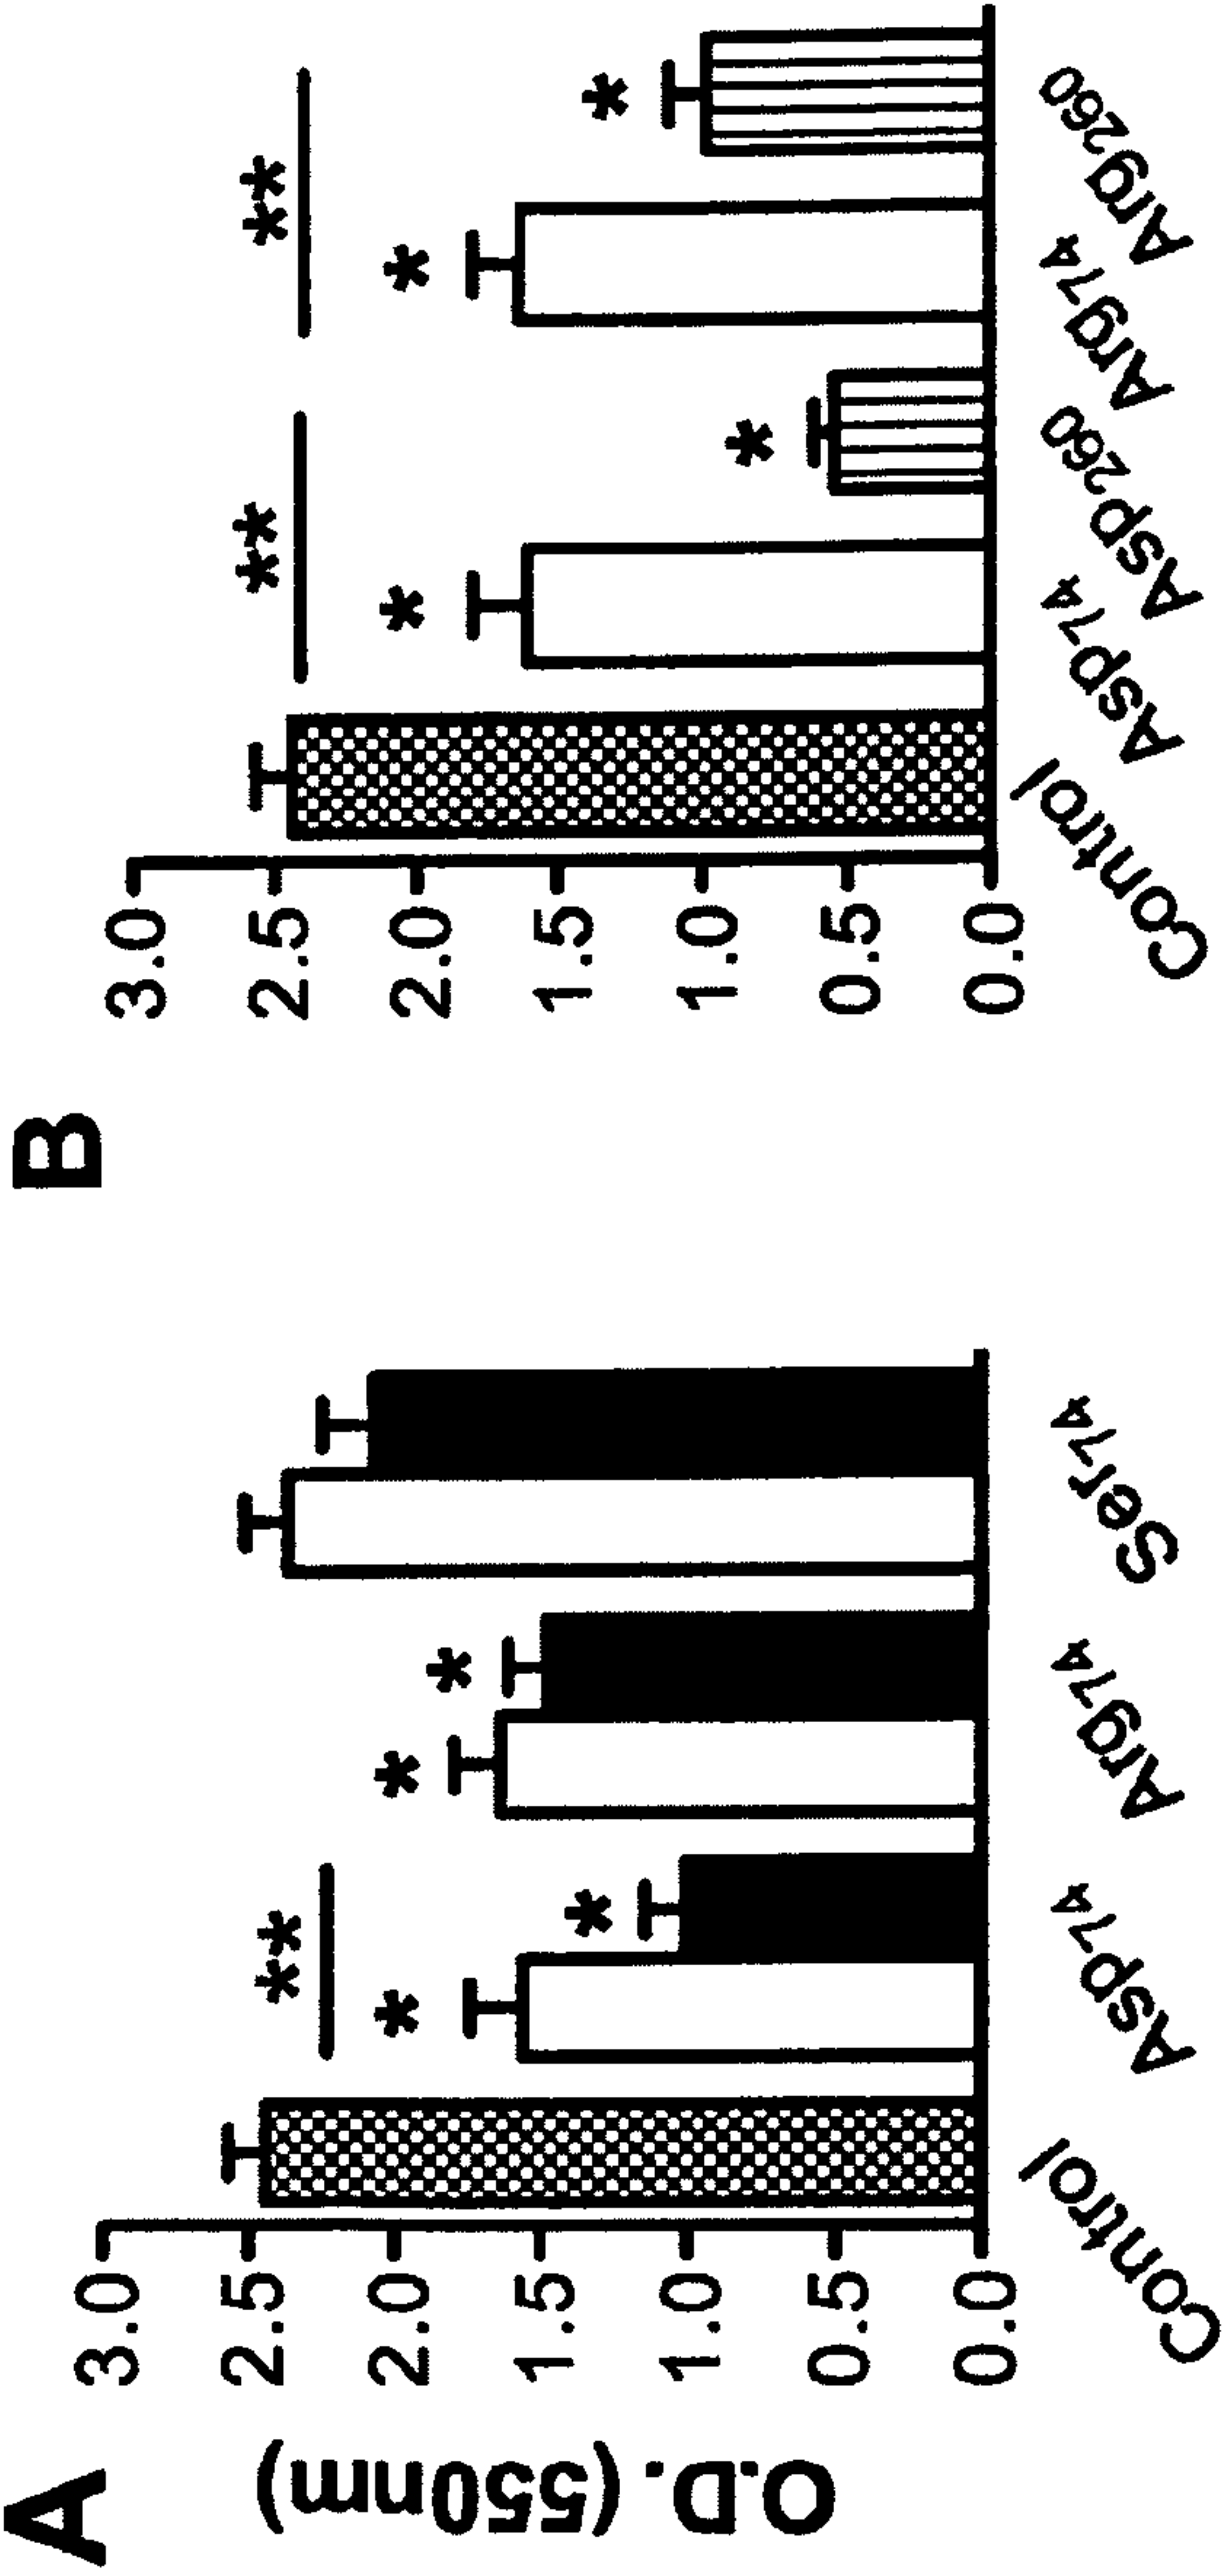 A
O.D. (550nm)
3.0
2.5
2.0
1.5
1.0
0.5
0.0
**
*
*
*
*
Control
Asp74
Arg74
Ser74
B
3.0
2.5
2.0
1.5
1.0
0.5
0.0
**
**
*
*
*
*
Control
Asp74
Asp260
Arg74
Arg260